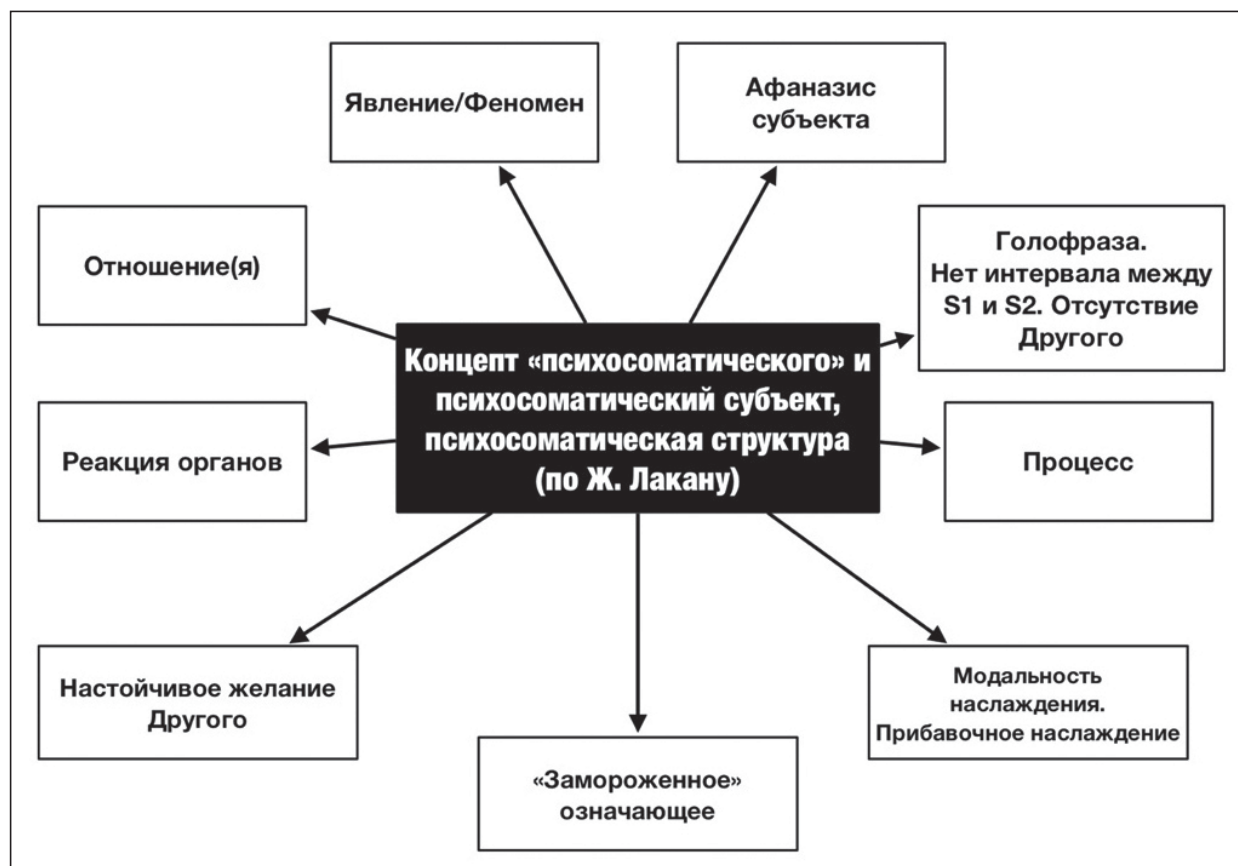 Явление/Феномен
Афаназис
субъекта
Отношение(я)
Голофраза.
Нет интервала между
S1 и S2. Отсутствие
Другого
Концепт «психосоматического» и
психосоматический субъект,
психосоматическая структура
(по Ж. Лакану)
Реакция органов
Процесс
Настойчивое желание
Другого
Модальность
наслаждения.
Прибавочное наслаждение
«Замороженное»
означающее